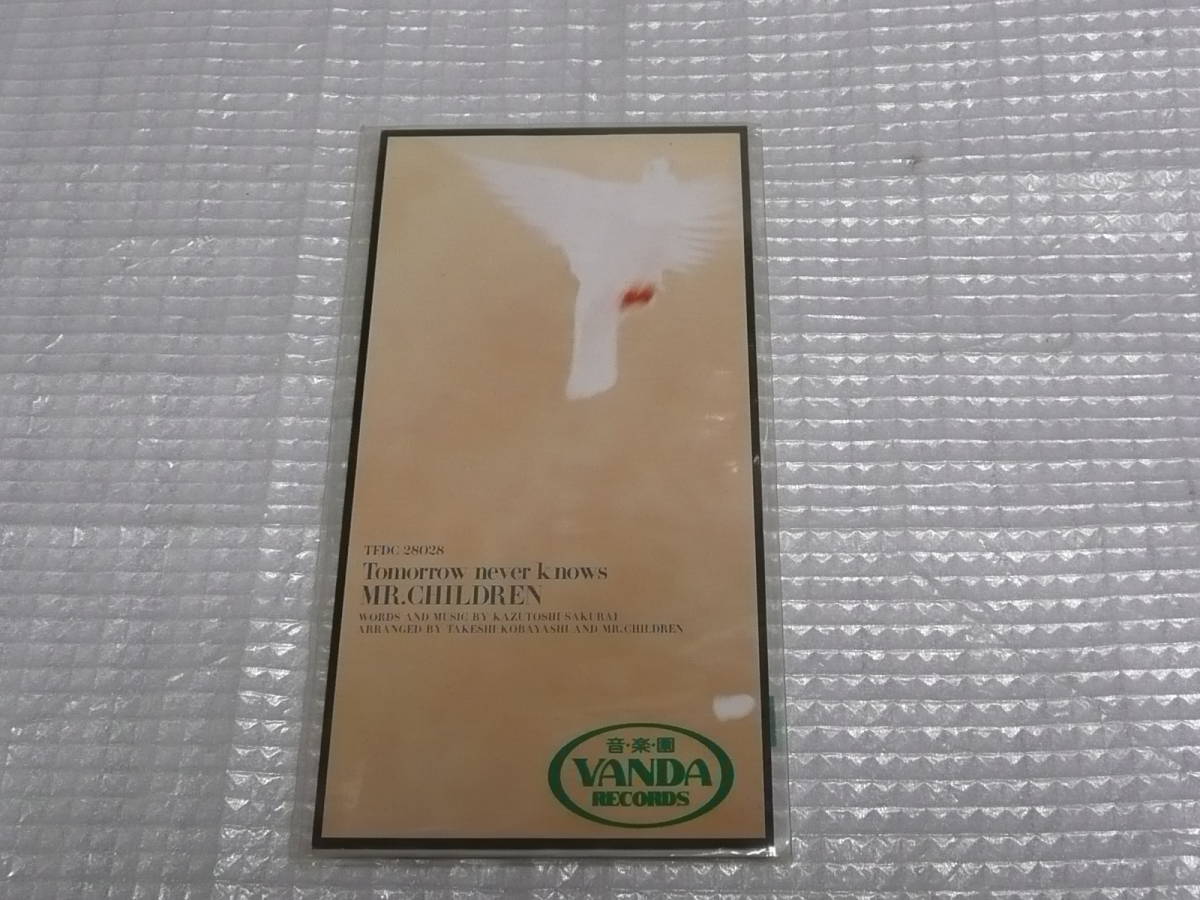 TFDC 28028
Tomorrow never knows
MR.CHILDREN
WORDS AND MUSIC BY KAZUTOSHI SAKURAI
ARRANGED BY TAKESHI KOBAYASHI AND MR.CHILDREN
音・楽・園
VANDA
RECORDS